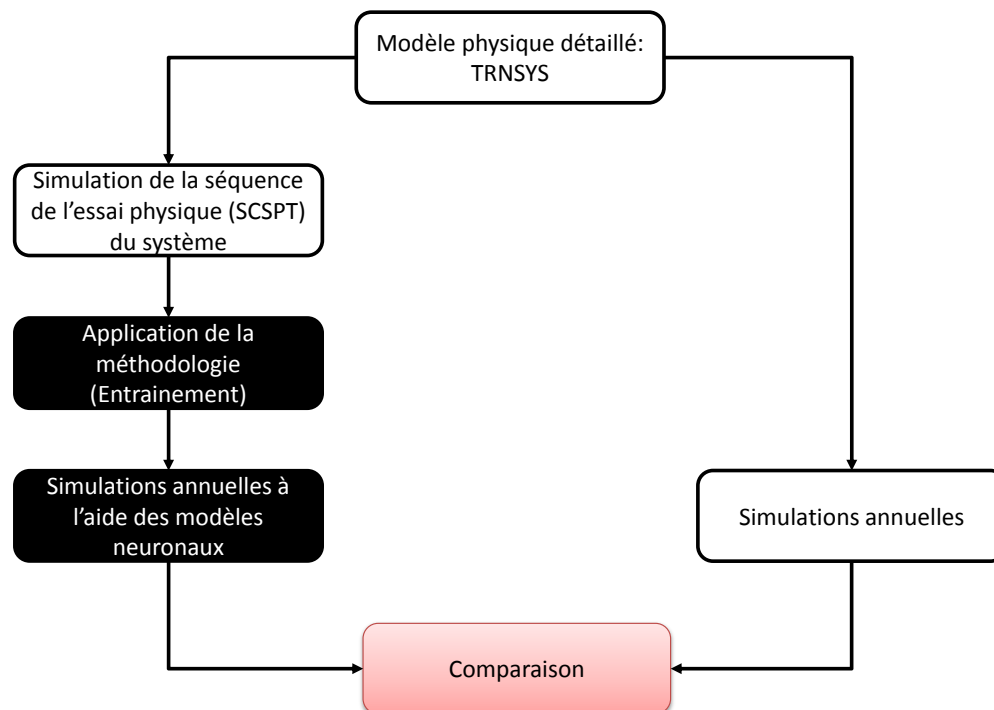 Modèle physique détaillé:
TRNSYS
Simulation de la séquence
de l’essai physique (SCSPT)
du système
Application de la
méthodologie
(Entrainement)
Simulations annuelles à
l’aide des modèles
neuronaux
Simulations annuelles
Comparaison